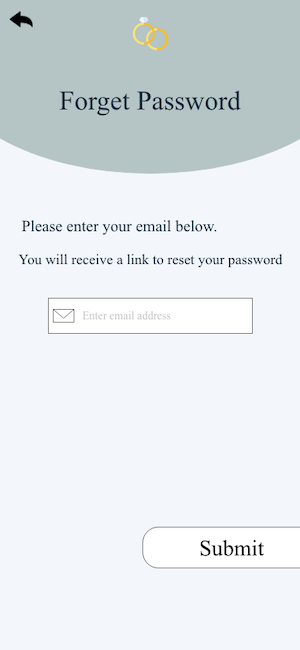 Forget Password
Please enter your email below.
You will receive a link to reset your password
Enter email address
Submit